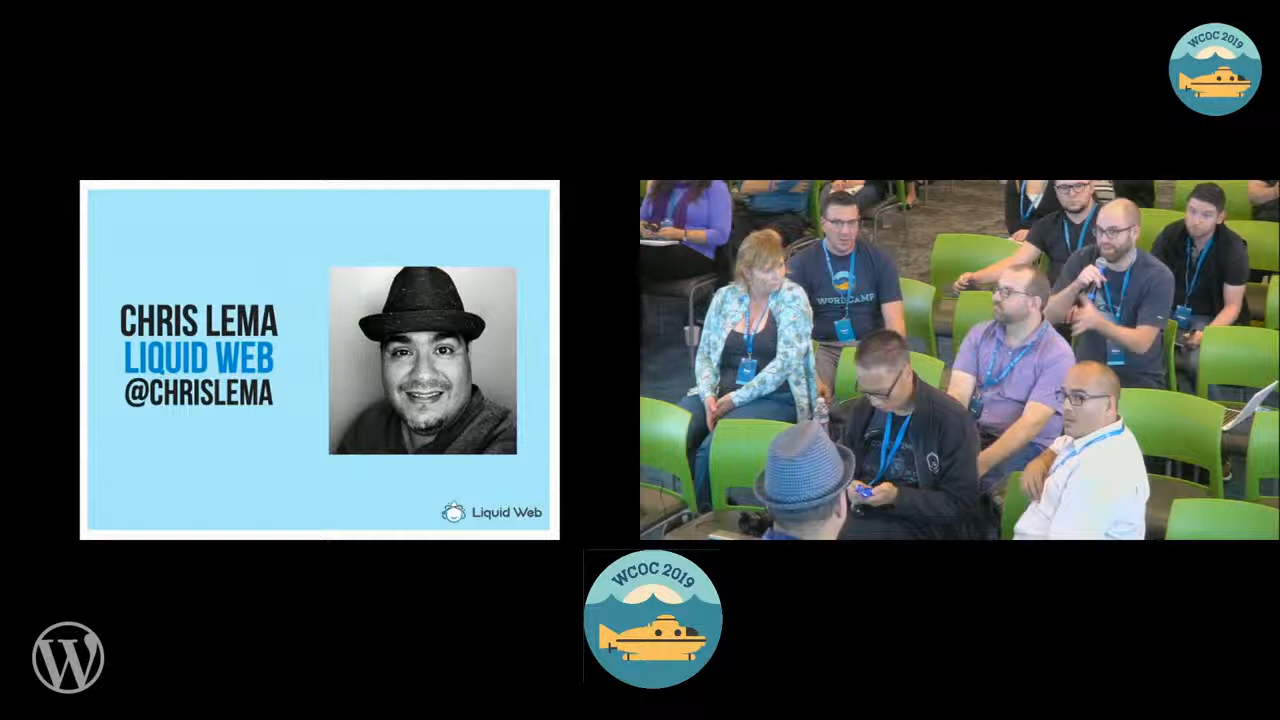 WCOC 2019
CHRIS LEMA
LIQUID WEB
@CHRISLEMA
Liquid Web
WORDCAMP
WCOC 2019
W